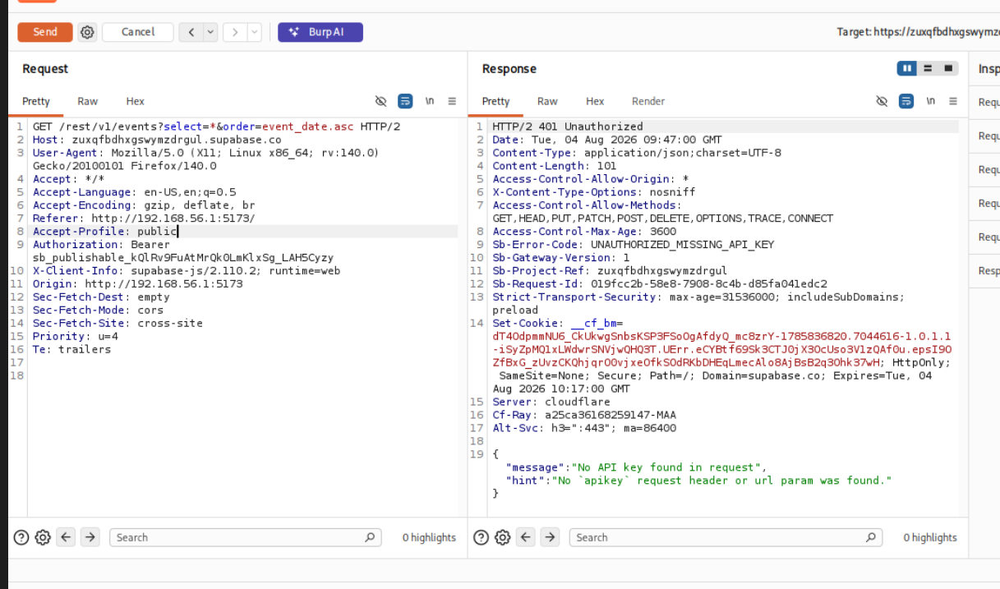 Send
Cancel
Burp AI
Target: https://zuxqfbdhxgswymz
Request
Pretty
Raw
Hex
\n
1 GET /rest/v1/events?select=*&order=event_date.asc HTTP/2
2 Host: zuxqfbdhxgswymzdrgul.supabase.co
3 User-Agent: Mozilla/5.0 (X11; Linux x86_64; rv:140.0)
Gecko/20100101 Firefox/140.0
4 Accept: */*
5 Accept-Language: en-US,en;q=0.5
6 Accept-Encoding: gzip, deflate, br
7 Referer: http://192.168.56.1:5173/
8 Accept-Profile: public
9 Authorization: Bearer
sb_publishable_kQlRv9FuAtMrQk0LmKlxSg_LAH5Cyzy
10 X-Client-Info: supabase-js/2.110.2; runtime=web
11 Origin: http://192.168.56.1:5173
12 Sec-Fetch-Dest: empty
13 Sec-Fetch-Mode: cors
14 Sec-Fetch-Site: cross-site
15 Priority: u=4
16 Te: trailers
17
18
Search
0 highlights
Response
Pretty
Raw
Hex
Render
\n
1 HTTP/2 401 Unauthorized
2 Date: Tue, 04 Aug 2026 09:47:00 GMT
3 Content-Type: application/json;charset=UTF-8
4 Content-Length: 101
5 Access-Control-Allow-Origin: *
6 X-Content-Type-Options: nosniff
7 Access-Control-Allow-Methods:
GET,HEAD,PUT,PATCH,POST,DELETE,OPTIONS,TRACE,CONNECT
8 Access-Control-Max-Age: 3600
9 Sb-Error-Code: UNAUTHORIZED_MISSING_API_KEY
10 Sb-Gateway-Version: 1
11 Sb-Project-Ref: zuxqfbdhxgswymzdrgul
12 Sb-Request-Id: 019fcc2b-58e8-7908-8c4b-d85fa041edc2
13 Strict-Transport-Security: max-age=31536000; includeSubDomains;
preload
14 Set-Cookie: __cf_bm=
dT4OdpmmNU6_CkUkwgSnbsKSP3FSoOgAfdyQ_mc8zrY-1785836820.7044616-1.0.1.1
-iSyZpMQ1xLWdwrSNVjwQHQ3T.UErr.eCYBtf69Sk3CTJ0jX30cUso3V1zQAf0u.epsI9O
ZfBxG_zUvzCKQhjqrO0vjxeOfkSOdRKbDHEqLmecAlo8AjBsB2q3Ohk37wH; HttpOnly;
SameSite=None; Secure; Path=/; Domain=supabase.co; Expires=Tue, 04
Aug 2026 10:17:00 GMT
15 Server: cloudflare
16 Cf-Ray: a25ca36168259147-MAA
17 Alt-Svc: h3=":443"; ma=86400
18
19 {
"message":"No API key found in request",
"hint":"No `apikey` request header or url param was found."
}
Search
0 highlights
Insp
Requ
Requ
Requ
Requ
Requ
Resp